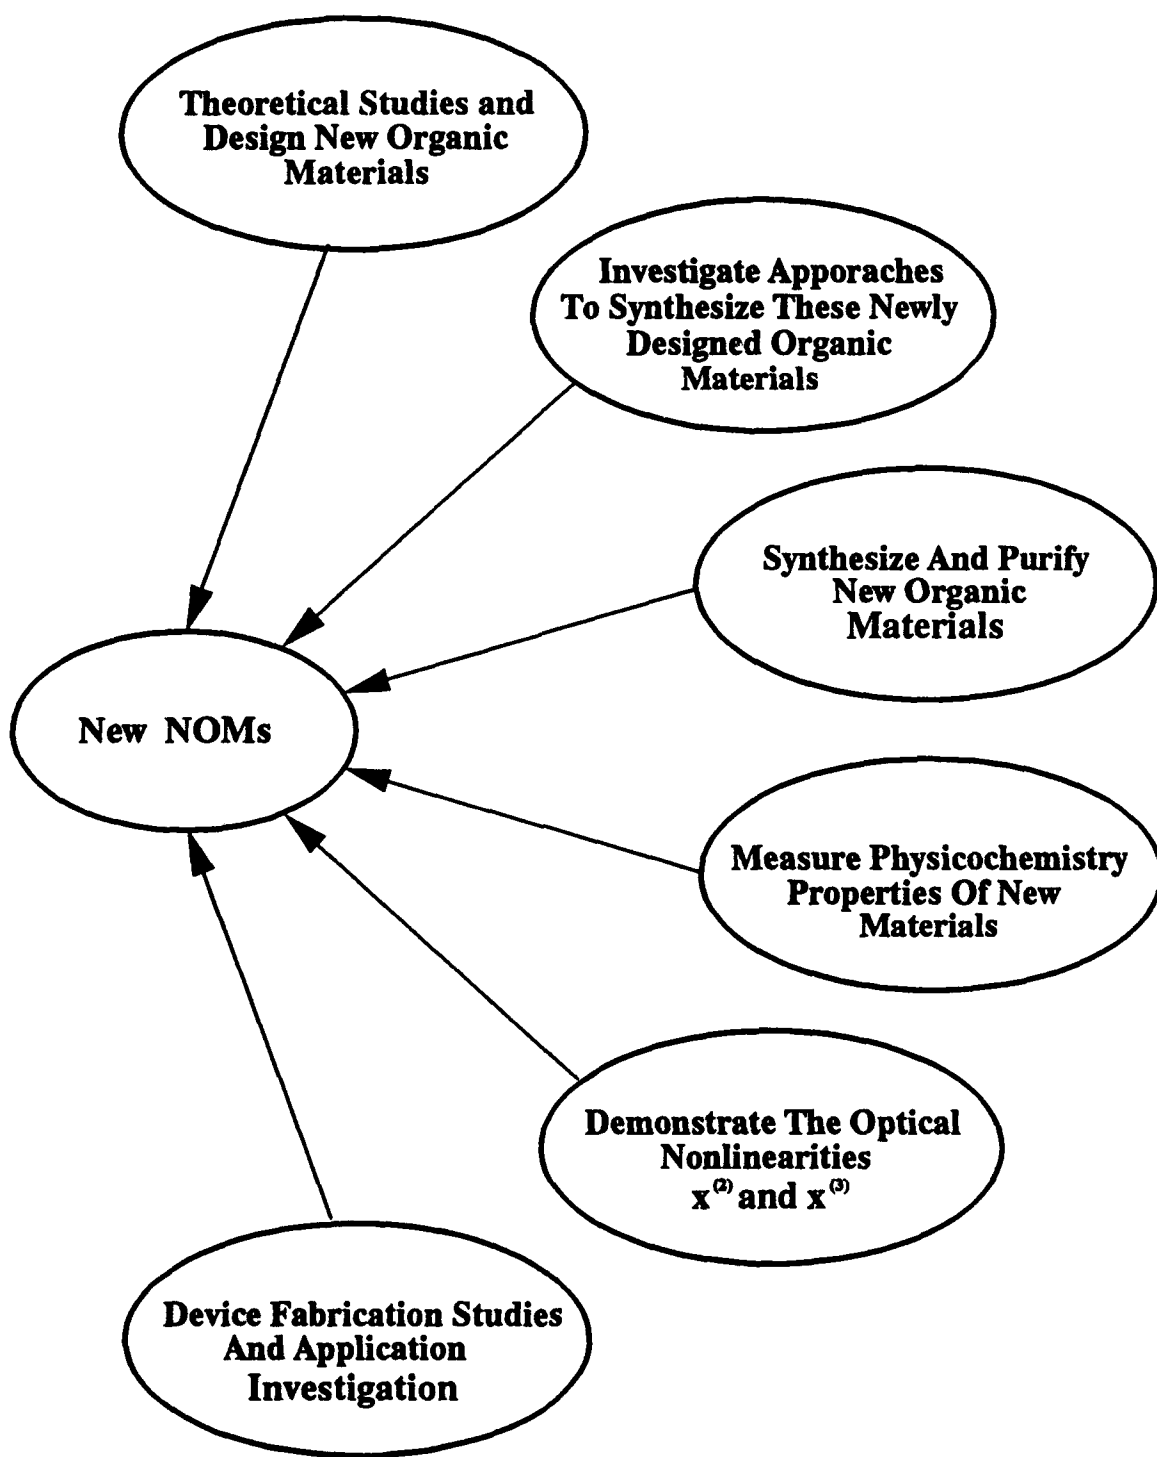 Theoretical Studies and
Design New Organic
Materials
Investigate Apporaches
To Synthesize These Newly
Designed Organic
Materials
Synthesize And Purify
New Organic
Materials
New NOMs
Measure Physicochemistry
Properties Of New
Materials
Demonstrate The Optical
Nonlinearities
x⁽²⁾ and x⁽³⁾
Device Fabrication Studies
And Application
Investigation